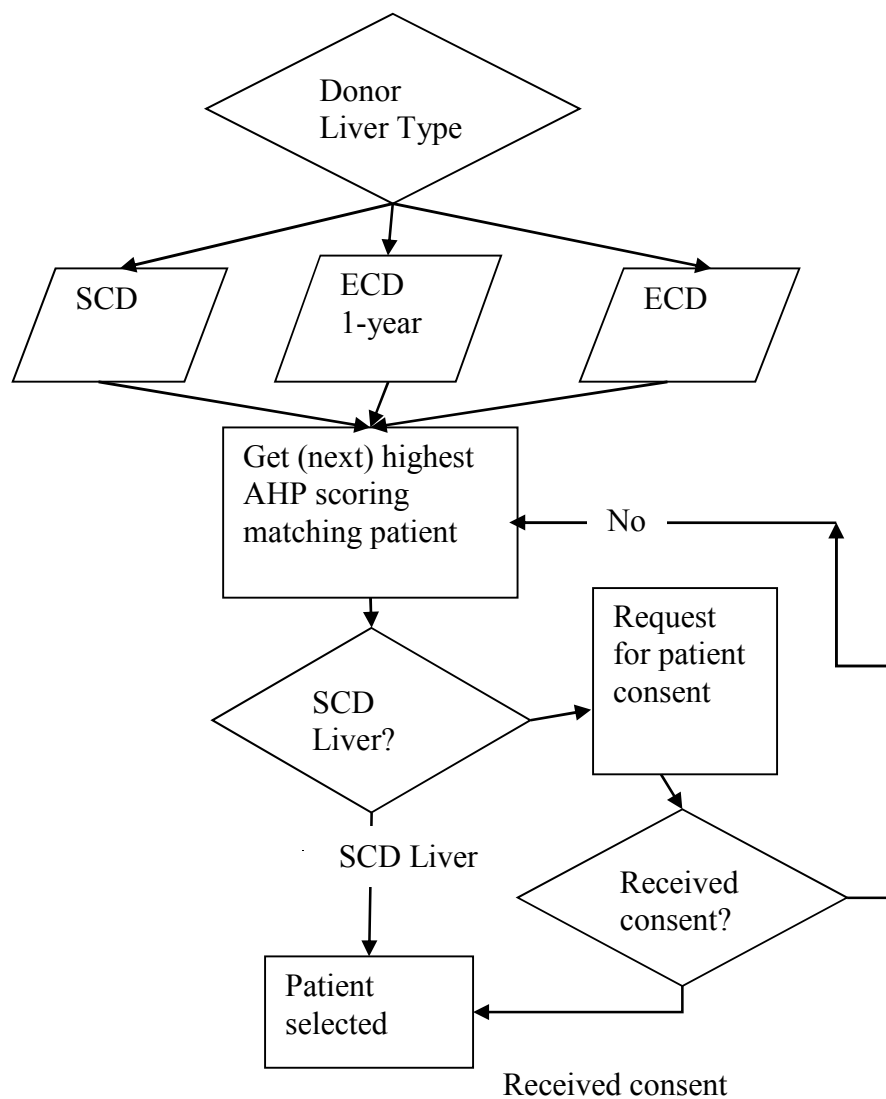 Donor
Liver Type
SCD
ECD
1-year
ECD
Get (next) highest
AHP scoring
matching patient
No
Request
for patient
consent
SCD
Liver?
SCD Liver
Received
consent?
Patient
selected
Received consent